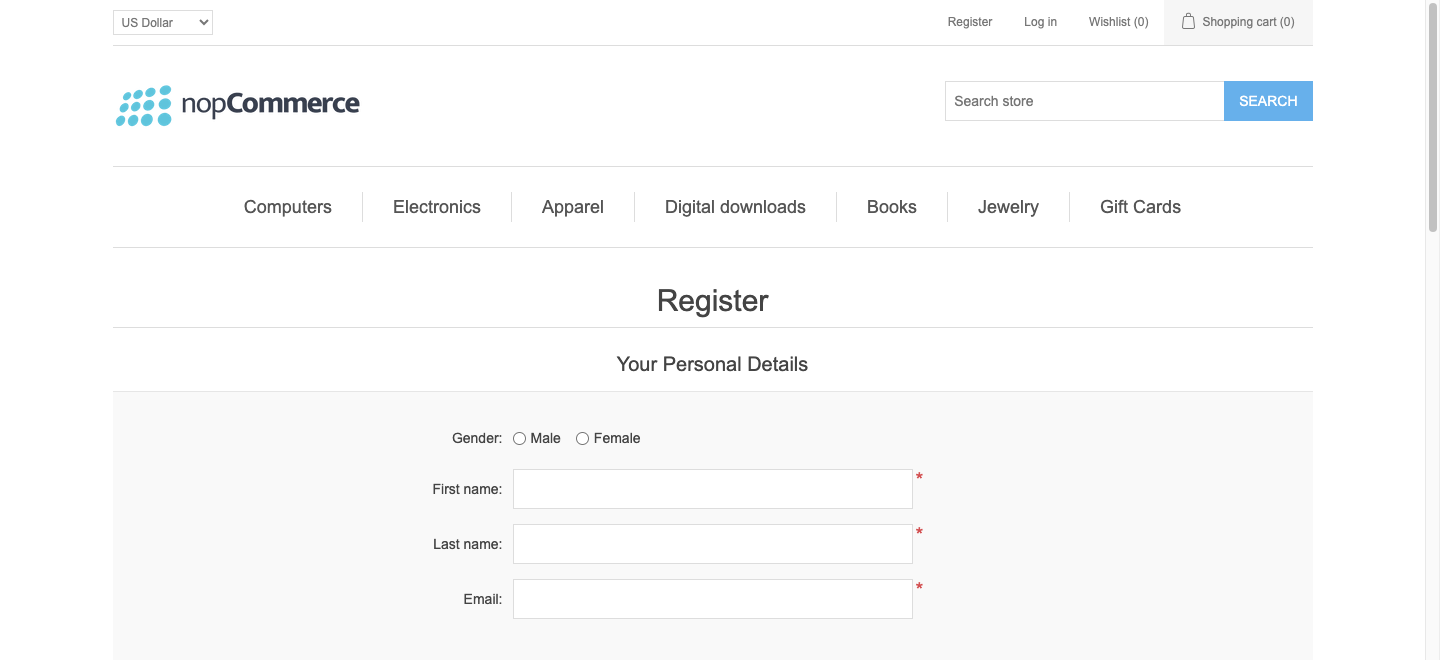 US Dollar Register Log in Wishlist (0) Shopping cart (0)
nopCommerce Search store SEARCH
Computers Electronics Apparel Digital downloads Books Jewelry Gift Cards
Register
Your Personal Details
Gender: Male Female
First name: *
Last name: *
Email: *